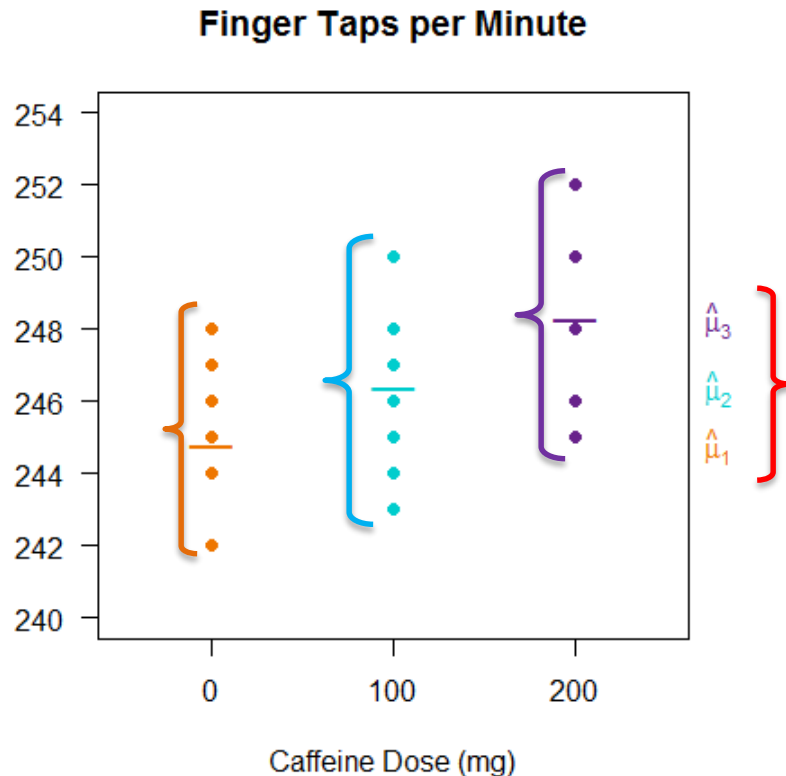 Finger Taps per Minute
254
252
250
248
246
244
242
240
μ̂3
μ̂2
μ̂1
0 100 200
Caffeine Dose (mg)